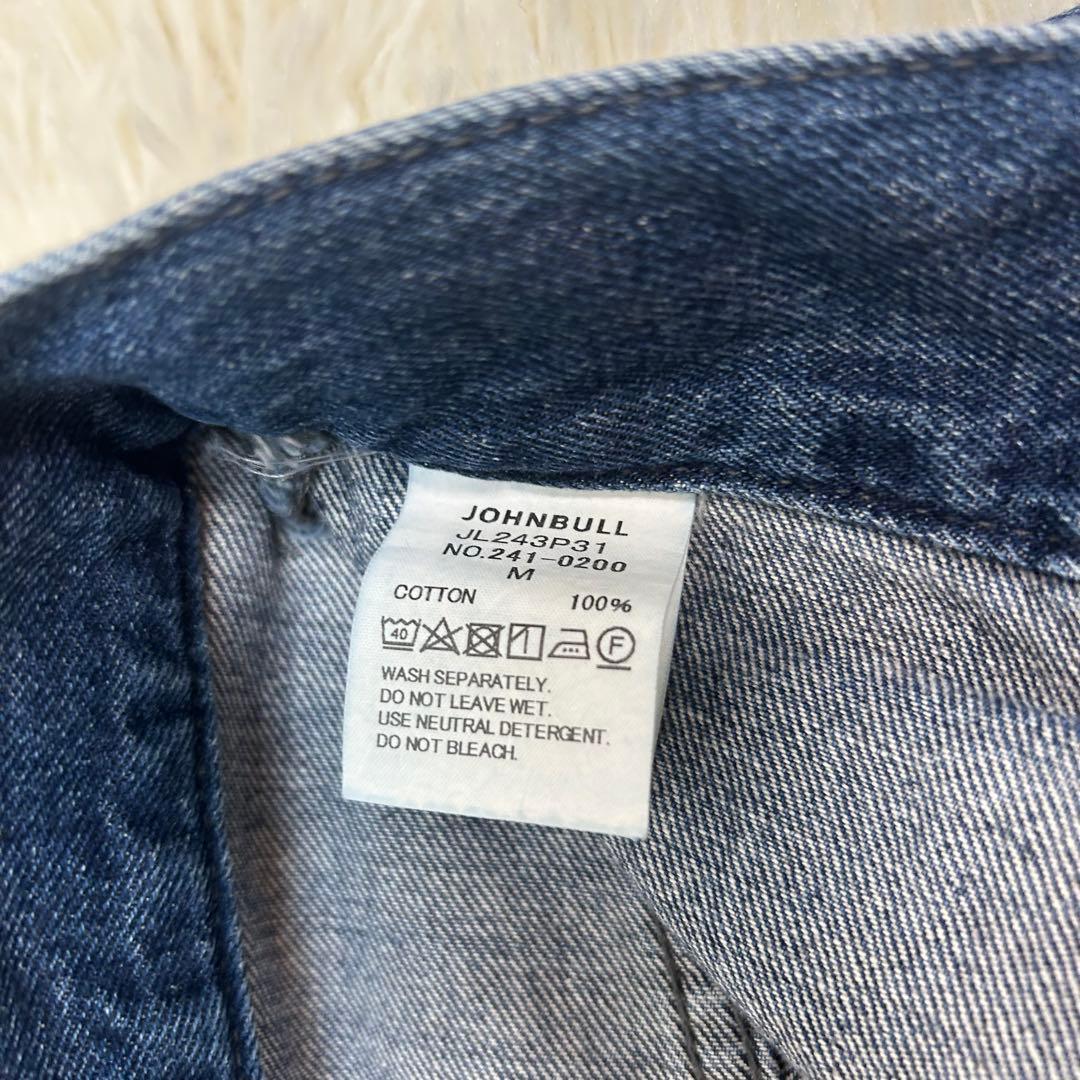 JOHNBULL
JL243P31
NO.241-0200
M
COTTON 100%
40 F
WASH SEPARATELY.
DO NOT LEAVE WET.
USE NEUTRAL DETERGENT.
DO NOT BLEACH.